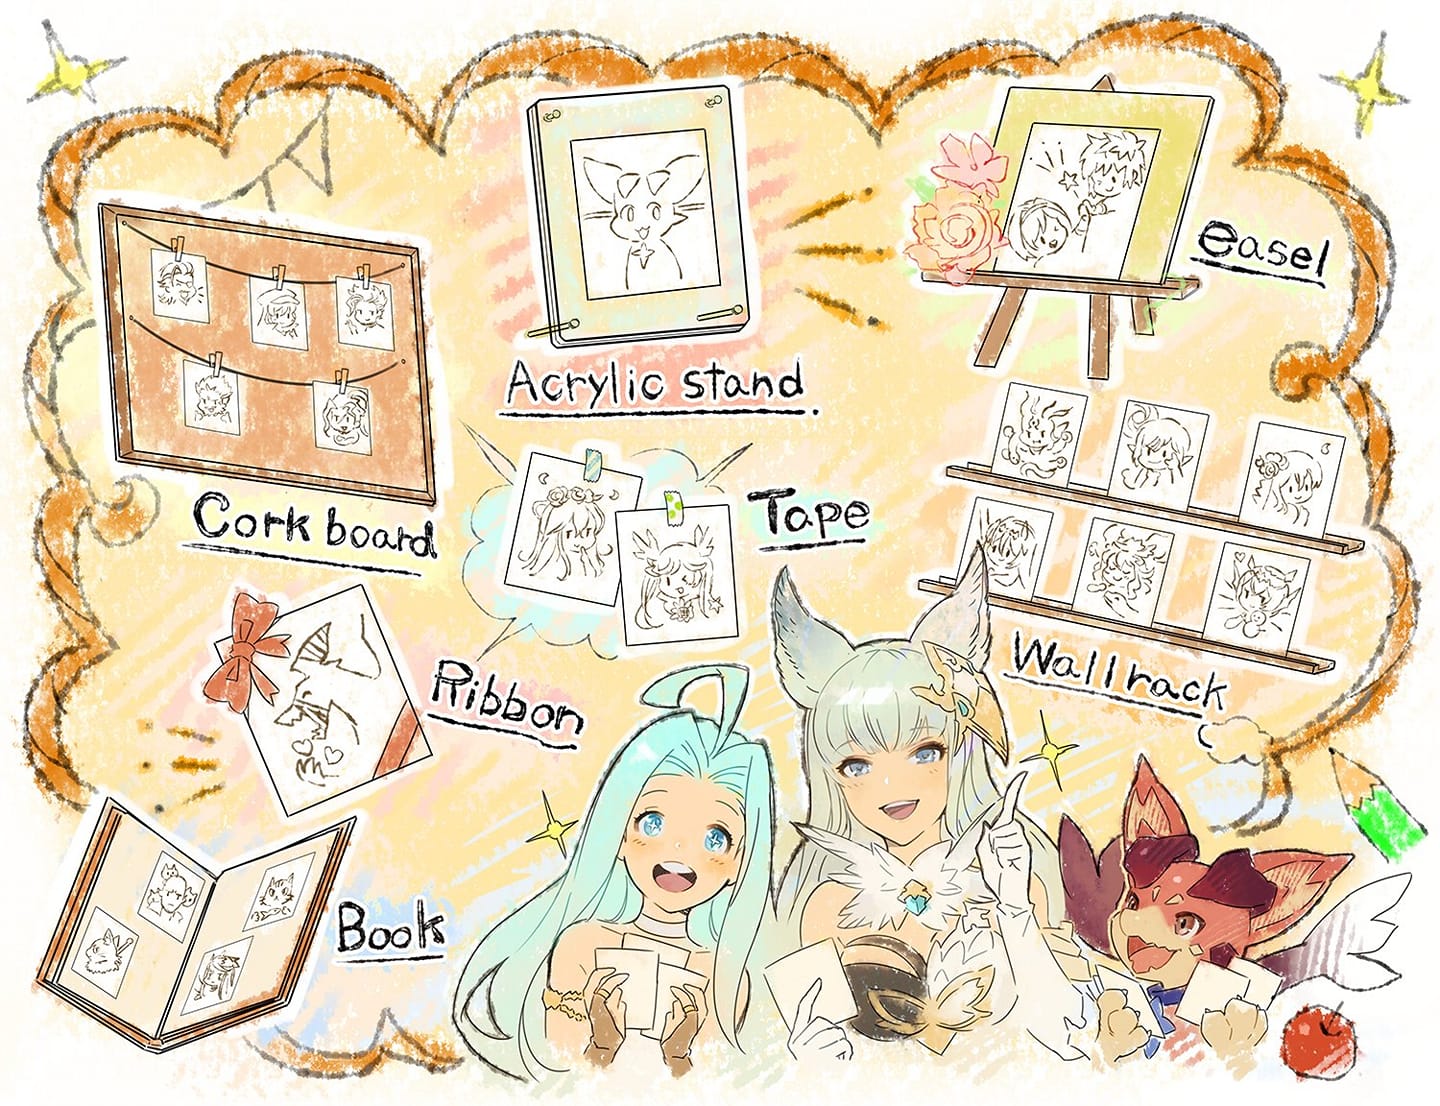 Acrylic stand.
easel
Cork board
Tape
Wall rack
Ribbon
Book